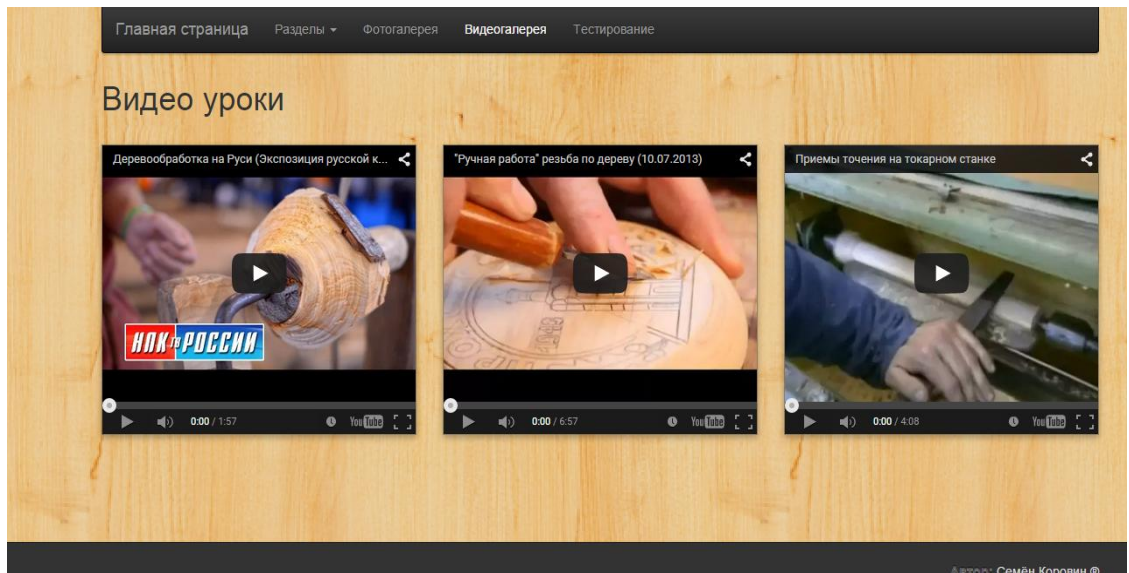 Главная страница Разделы Фотогалерея Видеогалерея Тестирование
Видео уроки
Деревообработка на Руси (Экспозиция русской к...
"Ручная работа" резьба по дереву (10.07.2013)
Приемы точения на токарном станке
НПК ТВ РОССИИ
0:00 / 1:57 YouTube
0:00 / 6:57 YouTube
0:00 / 4:08 YouTube
Автор: Семён Коровин ®